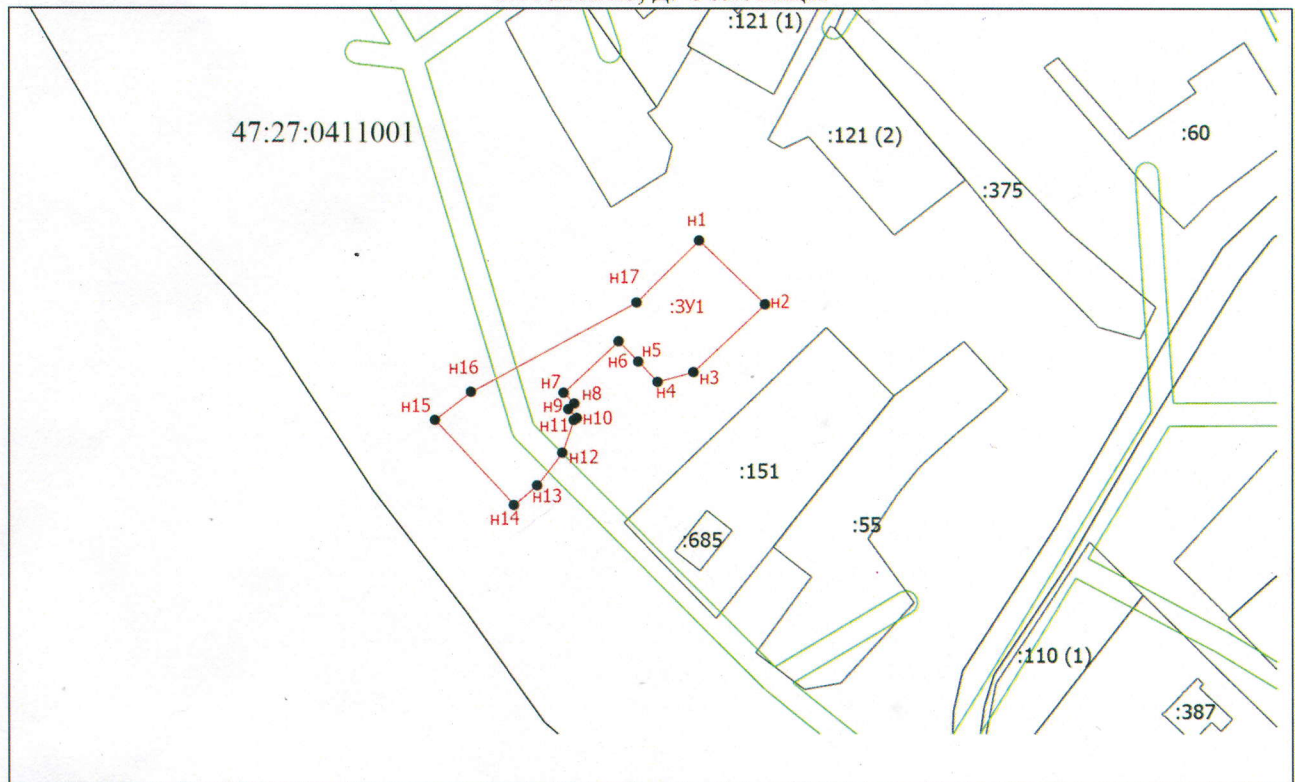 :121 (1)
47:27:0411001
:121 (2)
:60
:375
н1
н17
:ЗУ1
н2
н5
н6
н3
н4
н16
н7
н8
н9
н15
н10
н11
н12
:151
н13
н14
:55
:685
:110 (1)
:387